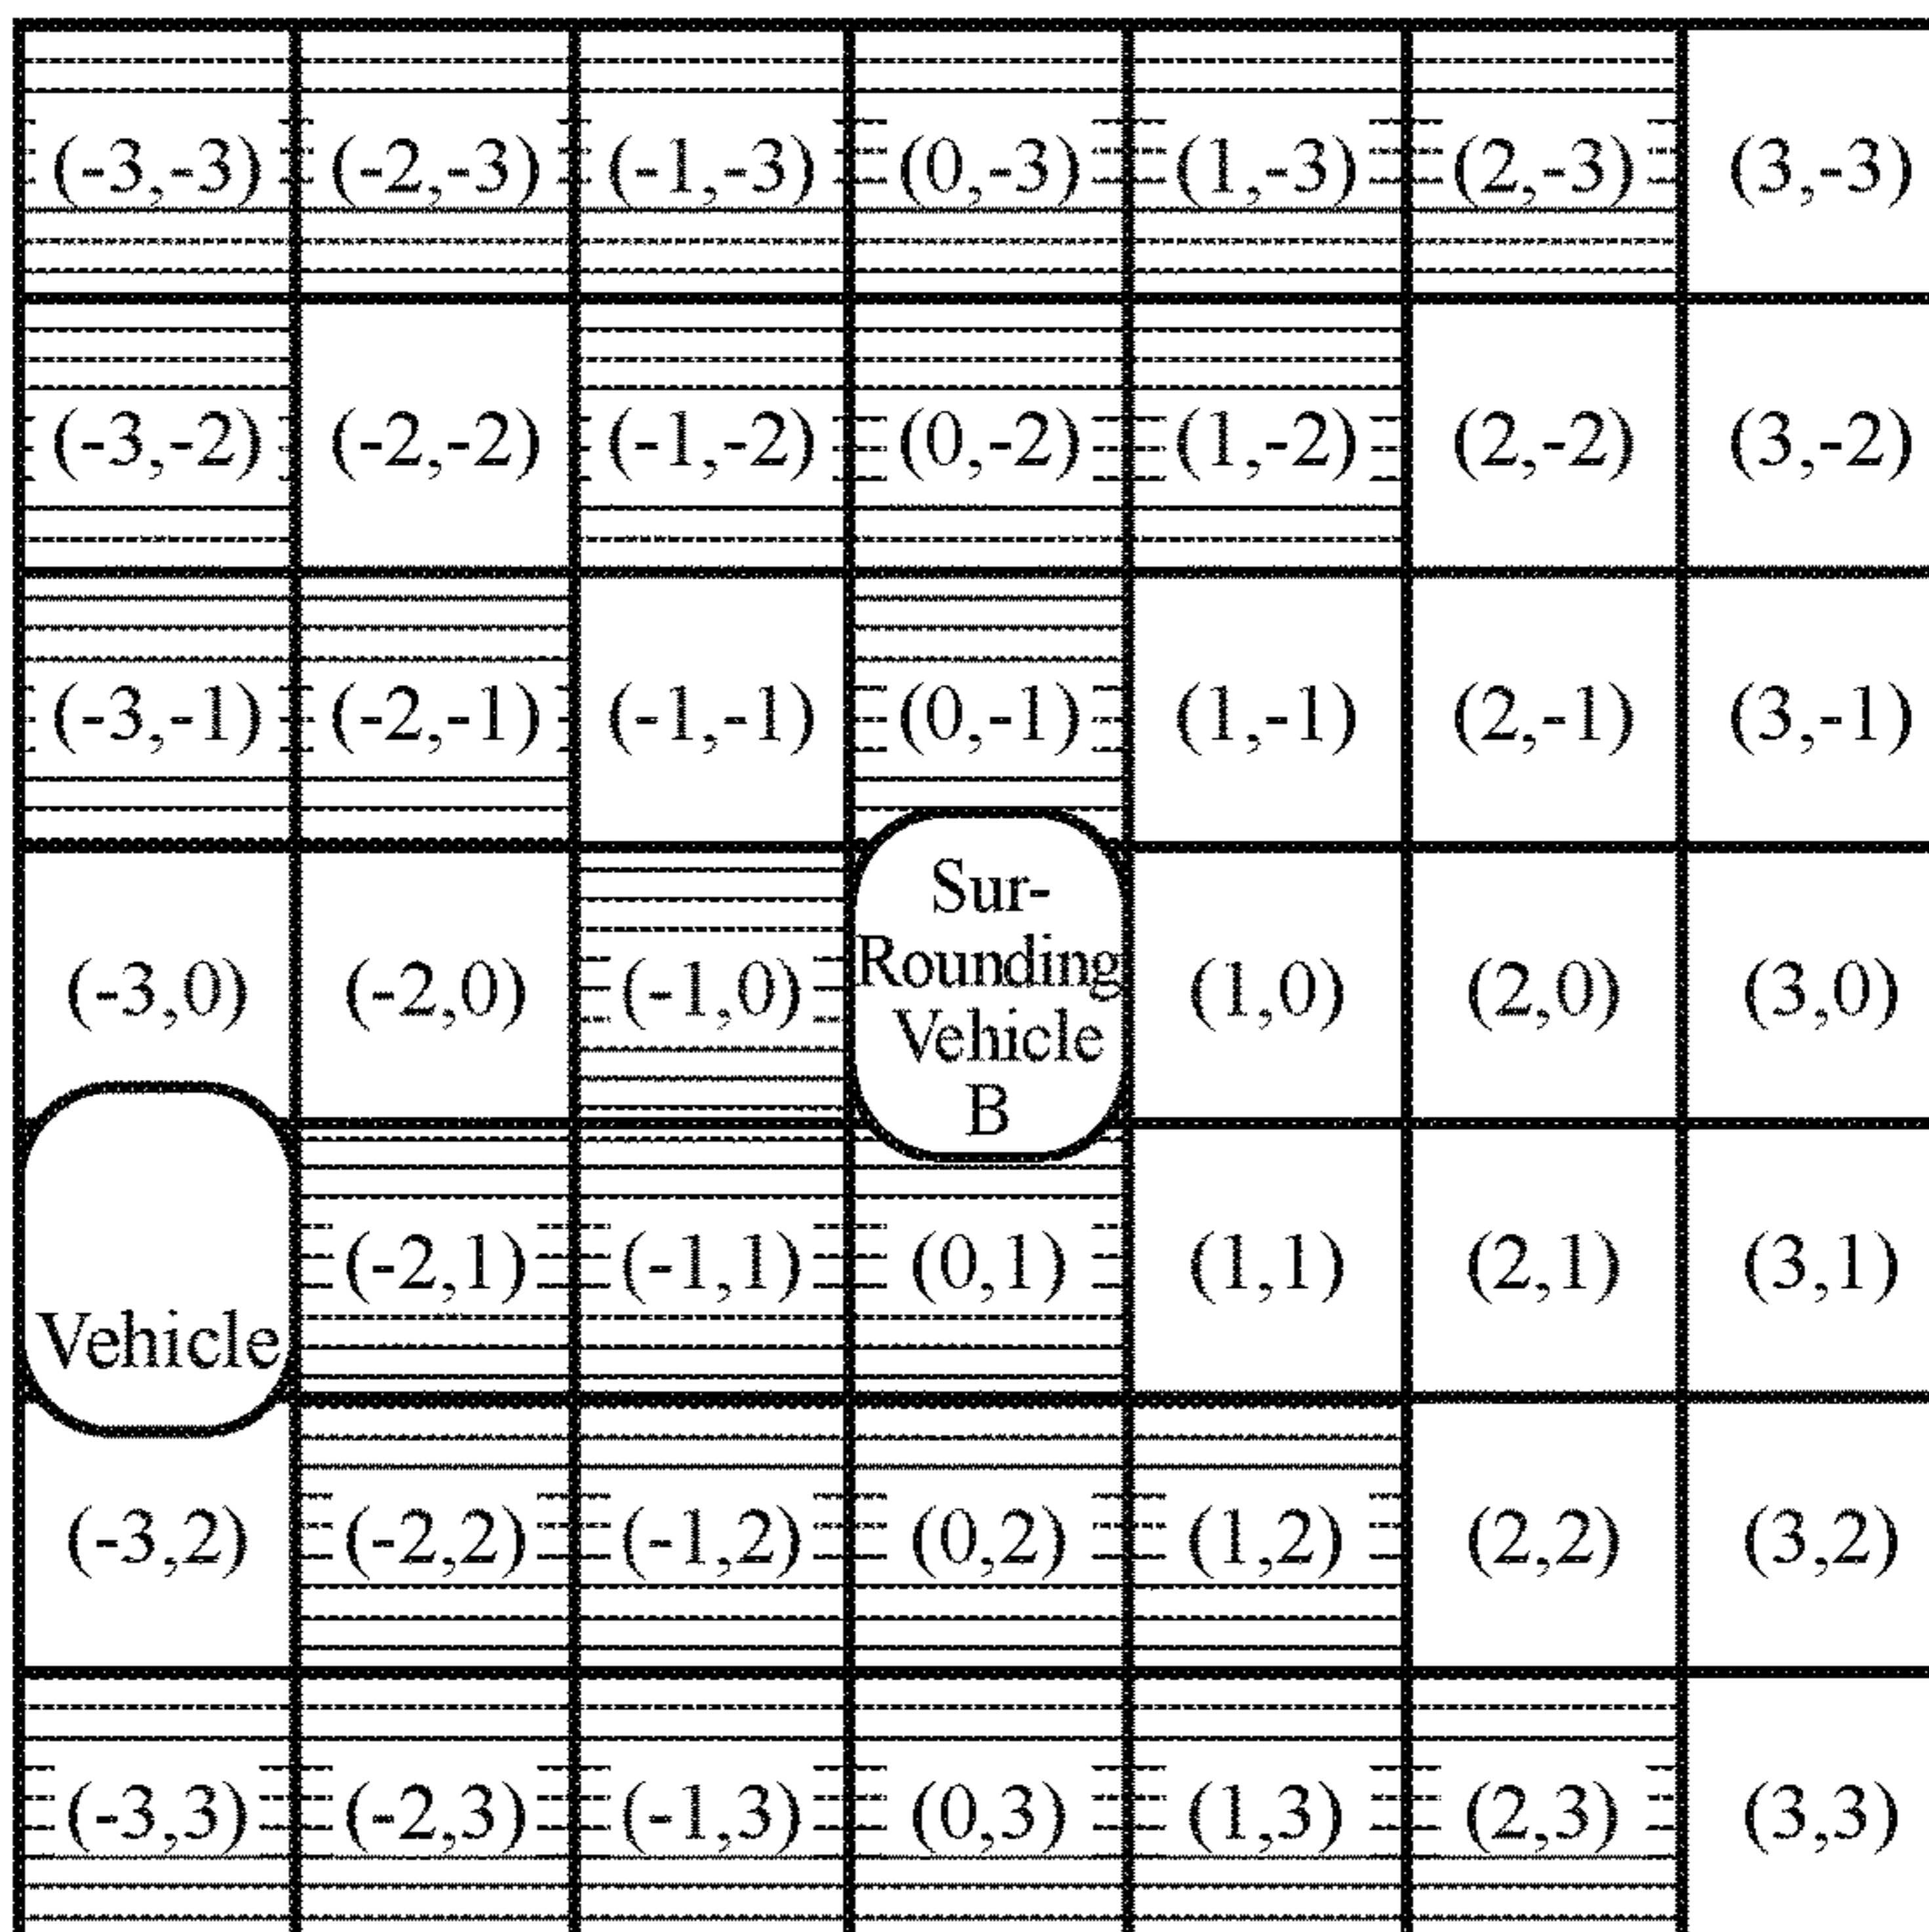 (-3,-3) (-2,-3) (-1,-3) (0,-3) (1,-3) (2,-3) (3,-3)
(-3,-2) (-2,-2) (-1,-2) (0,-2) (1,-2) (2,-2) (3,-2)
(-3,-1) (-2,-1) (-1,-1) (0,-1) (1,-1) (2,-1) (3,-1)
(-3,0) (-2,0) (-1,0)
Sur-
Rounding
Vehicle
B
(1,0) (2,0) (3,0)
Vehicle
(-2,1) (-1,1) (0,1) (1,1) (2,1) (3,1)
(-3,2) (-2,2) (-1,2) (0,2) (1,2) (2,2) (3,2)
(-3,3) (-2,3) (-1,3) (0,3) (1,3) (2,3) (3,3)